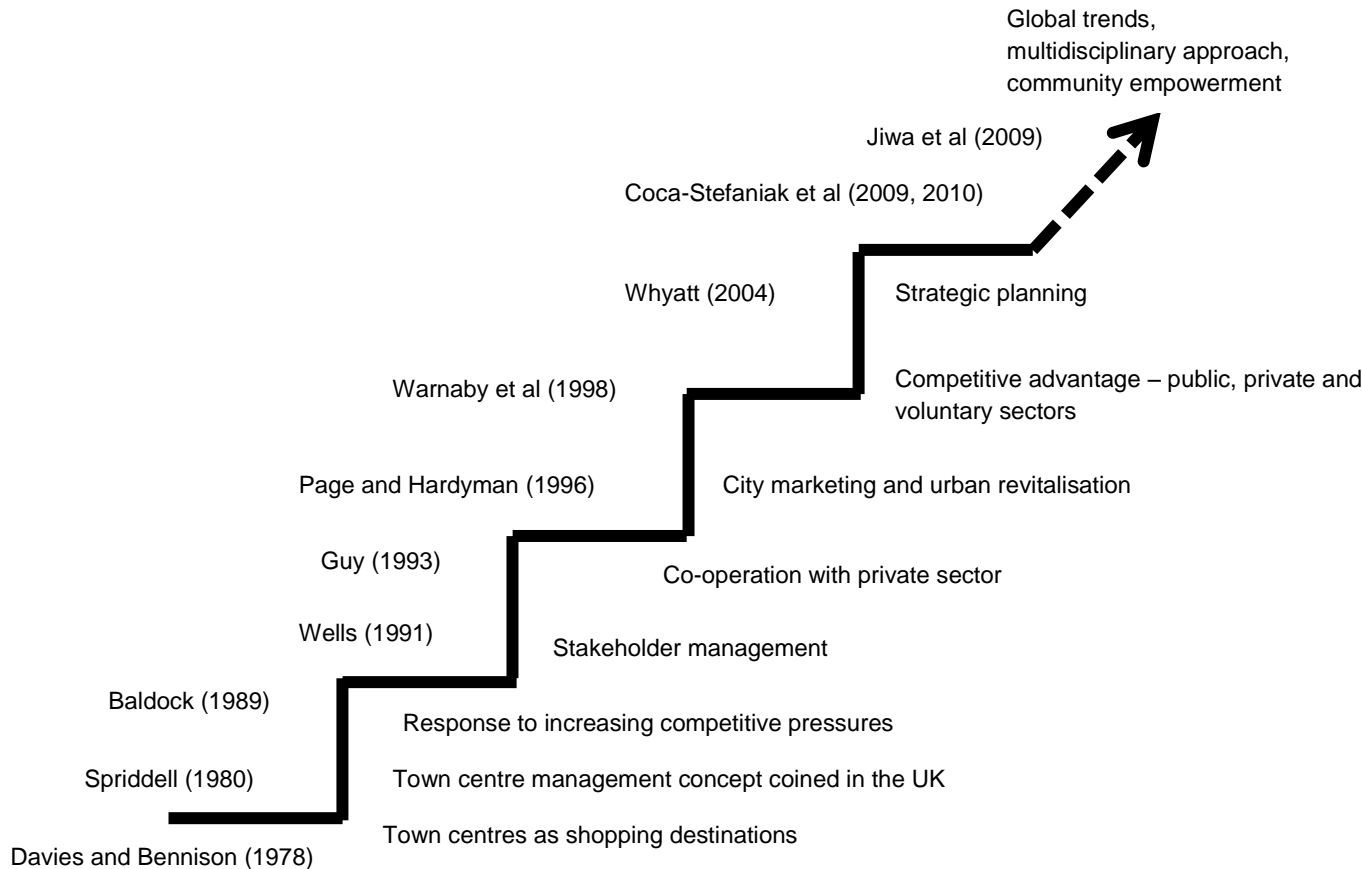 Global trends,
multidisciplinary approach,
community empowerment
Jiwa et al (2009)
Coca-Stefaniak et al (2009, 2010)
Whyatt (2004)
Strategic planning
Warnaby et al (1998)
Competitive advantage – public, private and
voluntary sectors
Page and Hardyman (1996)
City marketing and urban revitalisation
Guy (1993)
Co-operation with private sector
Wells (1991)
Stakeholder management
Baldock (1989)
Response to increasing competitive pressures
Spriddell (1980)
Town centre management concept coined in the UK
Town centres as shopping destinations
Davies and Bennison (1978)